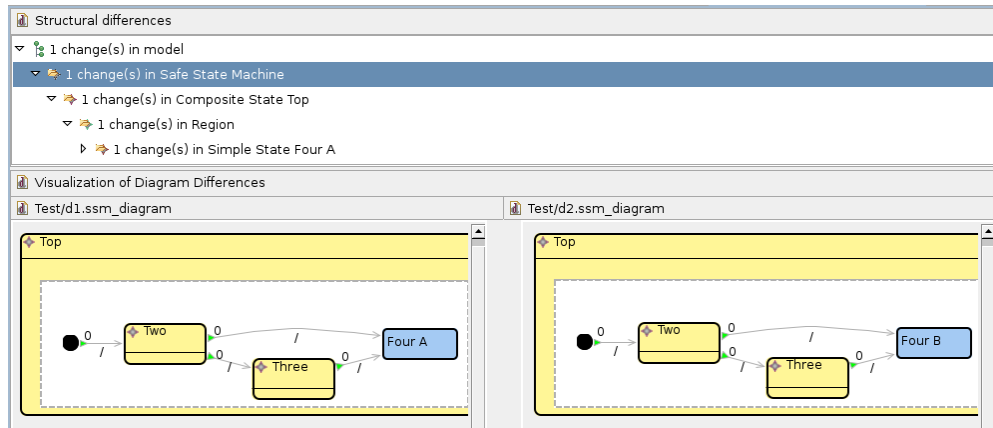 Structural differences
1 change(s) in model
1 change(s) in Safe State Machine
1 change(s) in Composite State Top
1 change(s) in Region
1 change(s) in Simple State Four A
Visualization of Diagram Differences
Test/d1.ssm_diagram
Test/d2.ssm_diagram
Top
0
/
Two
0
/
0
/
Three
0
/
Four A
Top
0
/
Two
0
/
0
/
Three
0
/
Four B